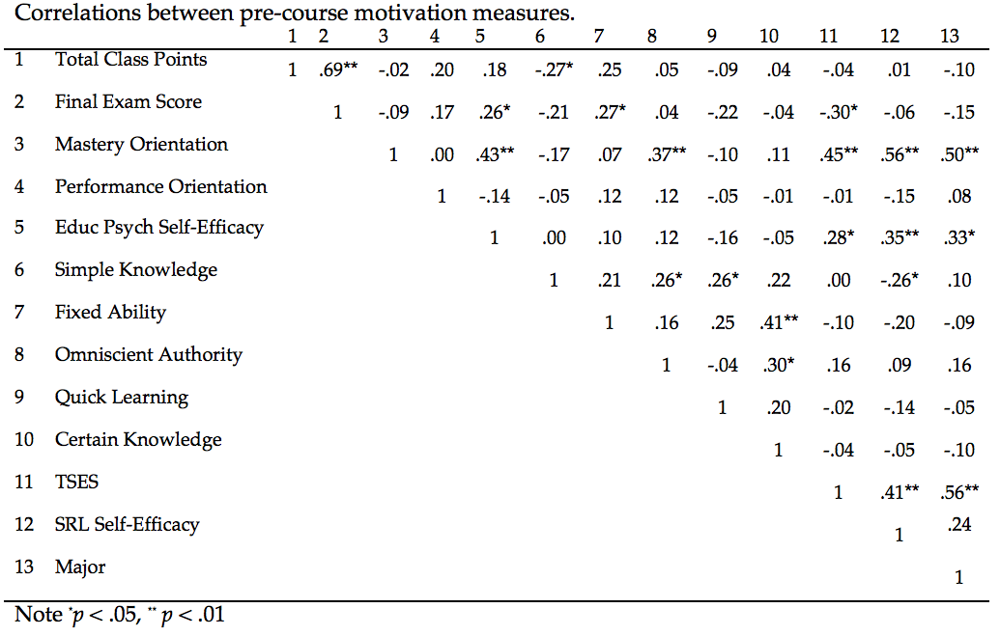 Correlations between pre-course motivation measures.
1 2 3 4 5 6 7 8 9 10 11 12 13
1 Total Class Points 1 .69** -.02 .20 .18 -.27* .25 .05 -.09 .04 -.04 .01 -.10
2 Final Exam Score 1 -.09 .17 .26* -.21 .27* .04 -.22 -.04 -.30* -.06 -.15
3 Mastery Orientation 1 .00 .43** -.17 .07 .37** -.10 .11 .45** .56** .50**
4 Performance Orientation 1 -.14 -.05 .12 .12 -.05 -.01 -.01 -.15 .08
5 Educ Psych Self-Efficacy 1 .00 .10 .12 -.16 -.05 .28* .35** .33*
6 Simple Knowledge 1 .21 .26* .26* .22 .00 -.26* .10
7 Fixed Ability 1 .16 .25 .41** -.10 -.20 -.09
8 Omniscient Authority 1 -.04 .30* .16 .09 .16
9 Quick Learning 1 .20 -.02 -.14 -.05
10 Certain Knowledge 1 -.04 -.05 -.10
11 TSES 1 .41** .56**
12 SRL Self-Efficacy 1 .24
13 Major 1
Note *p < .05, ** p < .01